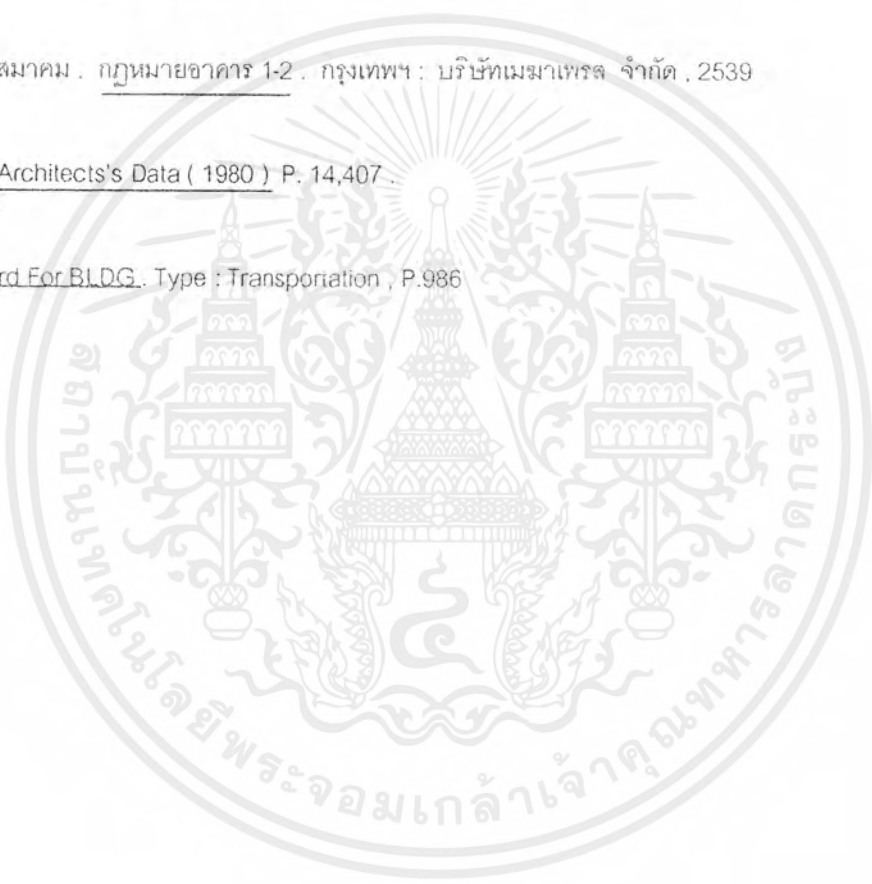 สมาคม . กฎหมายอาคาร 1-2 . กรุงเทพฯ : บริษัทเมฆาเพรส จำกัด , 2539
Architects's Data ( 1980 ) P. 14,407 .
rd For BLDG . Type : Transportation , P.986
สถาบันเทคโนโลยีพระจอมเกล้าเจ้าคุณทหารลาดกระบัง